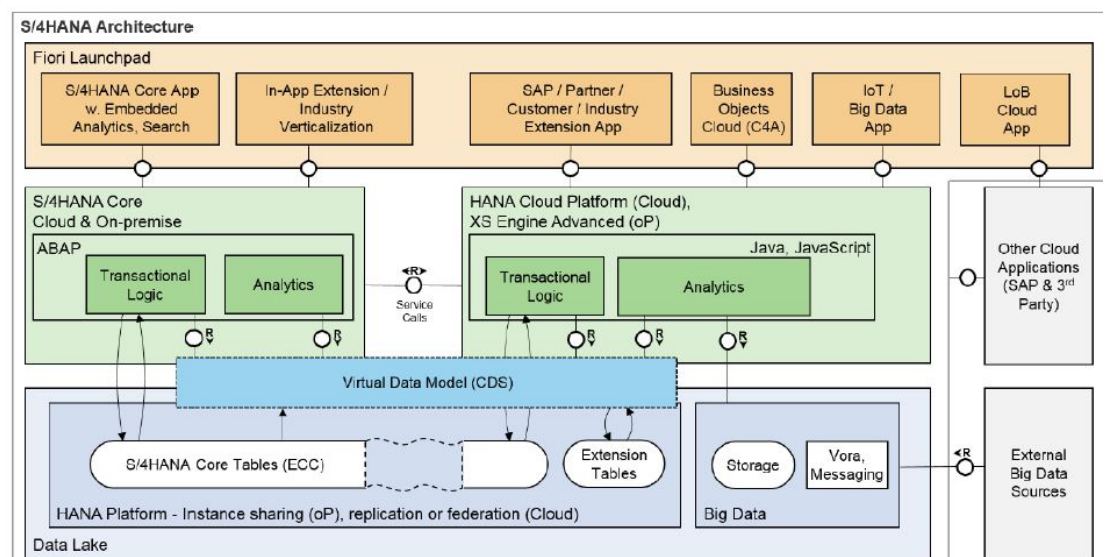 S/4HANA Architecture
Fiori Launchpad
S/4HANA Core App
w. Embedded
Analytics, Search
In-App Extension /
Industry
Verticalization
SAP / Partner /
Customer / Industry
Extension App
Business
Objects
Cloud (C4A)
IoT /
Big Data
App
LoB
Cloud
App
S/4HANA Core
Cloud & On-premise
ABAP
Transactional
Logic
Analytics
◄R►
Service
Calls
HANA Cloud Platform (Cloud),
XS Engine Advanced (oP)
Java, JavaScript
Transactional
Logic
Analytics
Other Cloud
Applications
(SAP & 3rd
Party)
R
R
R
R
R
Virtual Data Model (CDS)
S/4HANA Core Tables (ECC)
Extension
Tables
Storage
Vora,
Messaging
◄R
External
Big Data
Sources
HANA Platform - Instance sharing (oP), replication or federation (Cloud)
Big Data
Data Lake